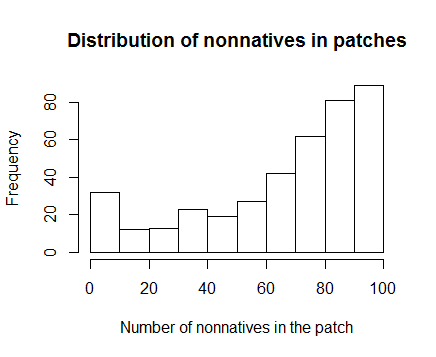 Distribution of nonnatives in patches
80
60
40
20
0
Frequency
0 20 40 60 80 100
Number of nonnatives in the patch